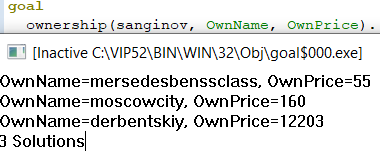 goal
ownership(sanginov, OwnName, OwnPrice).
[Inactive C:\VIP52\BIN\WIN\32\Obj\goal$000.exe]
OwnName=mersedesbenssclass, OwnPrice=55
OwnName=moscowcity, OwnPrice=160
OwnName=derbentskiy, OwnPrice=12203
3 Solutions